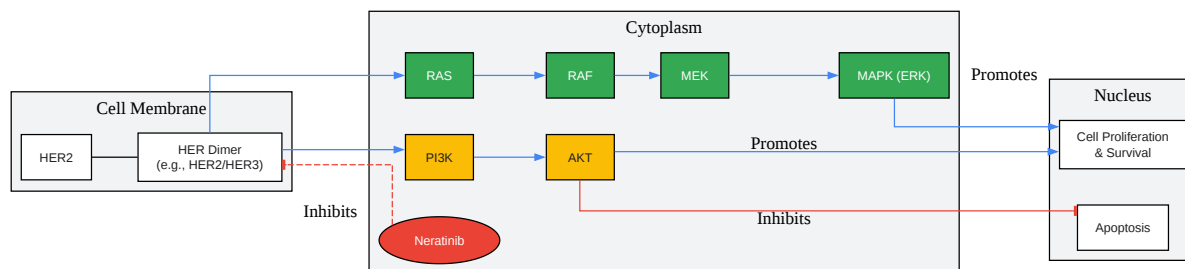 Cytoplasm
RAS
RAF
MEK
MAPK (ERK)
Promotes
Cell Membrane
Nucleus
HER2
HER Dimer
(e.g., HER2/HER3)
PI3K
AKT
Promotes
Cell Proliferation
& Survival
Inhibits
Inhibits
Neratinib
Apoptosis